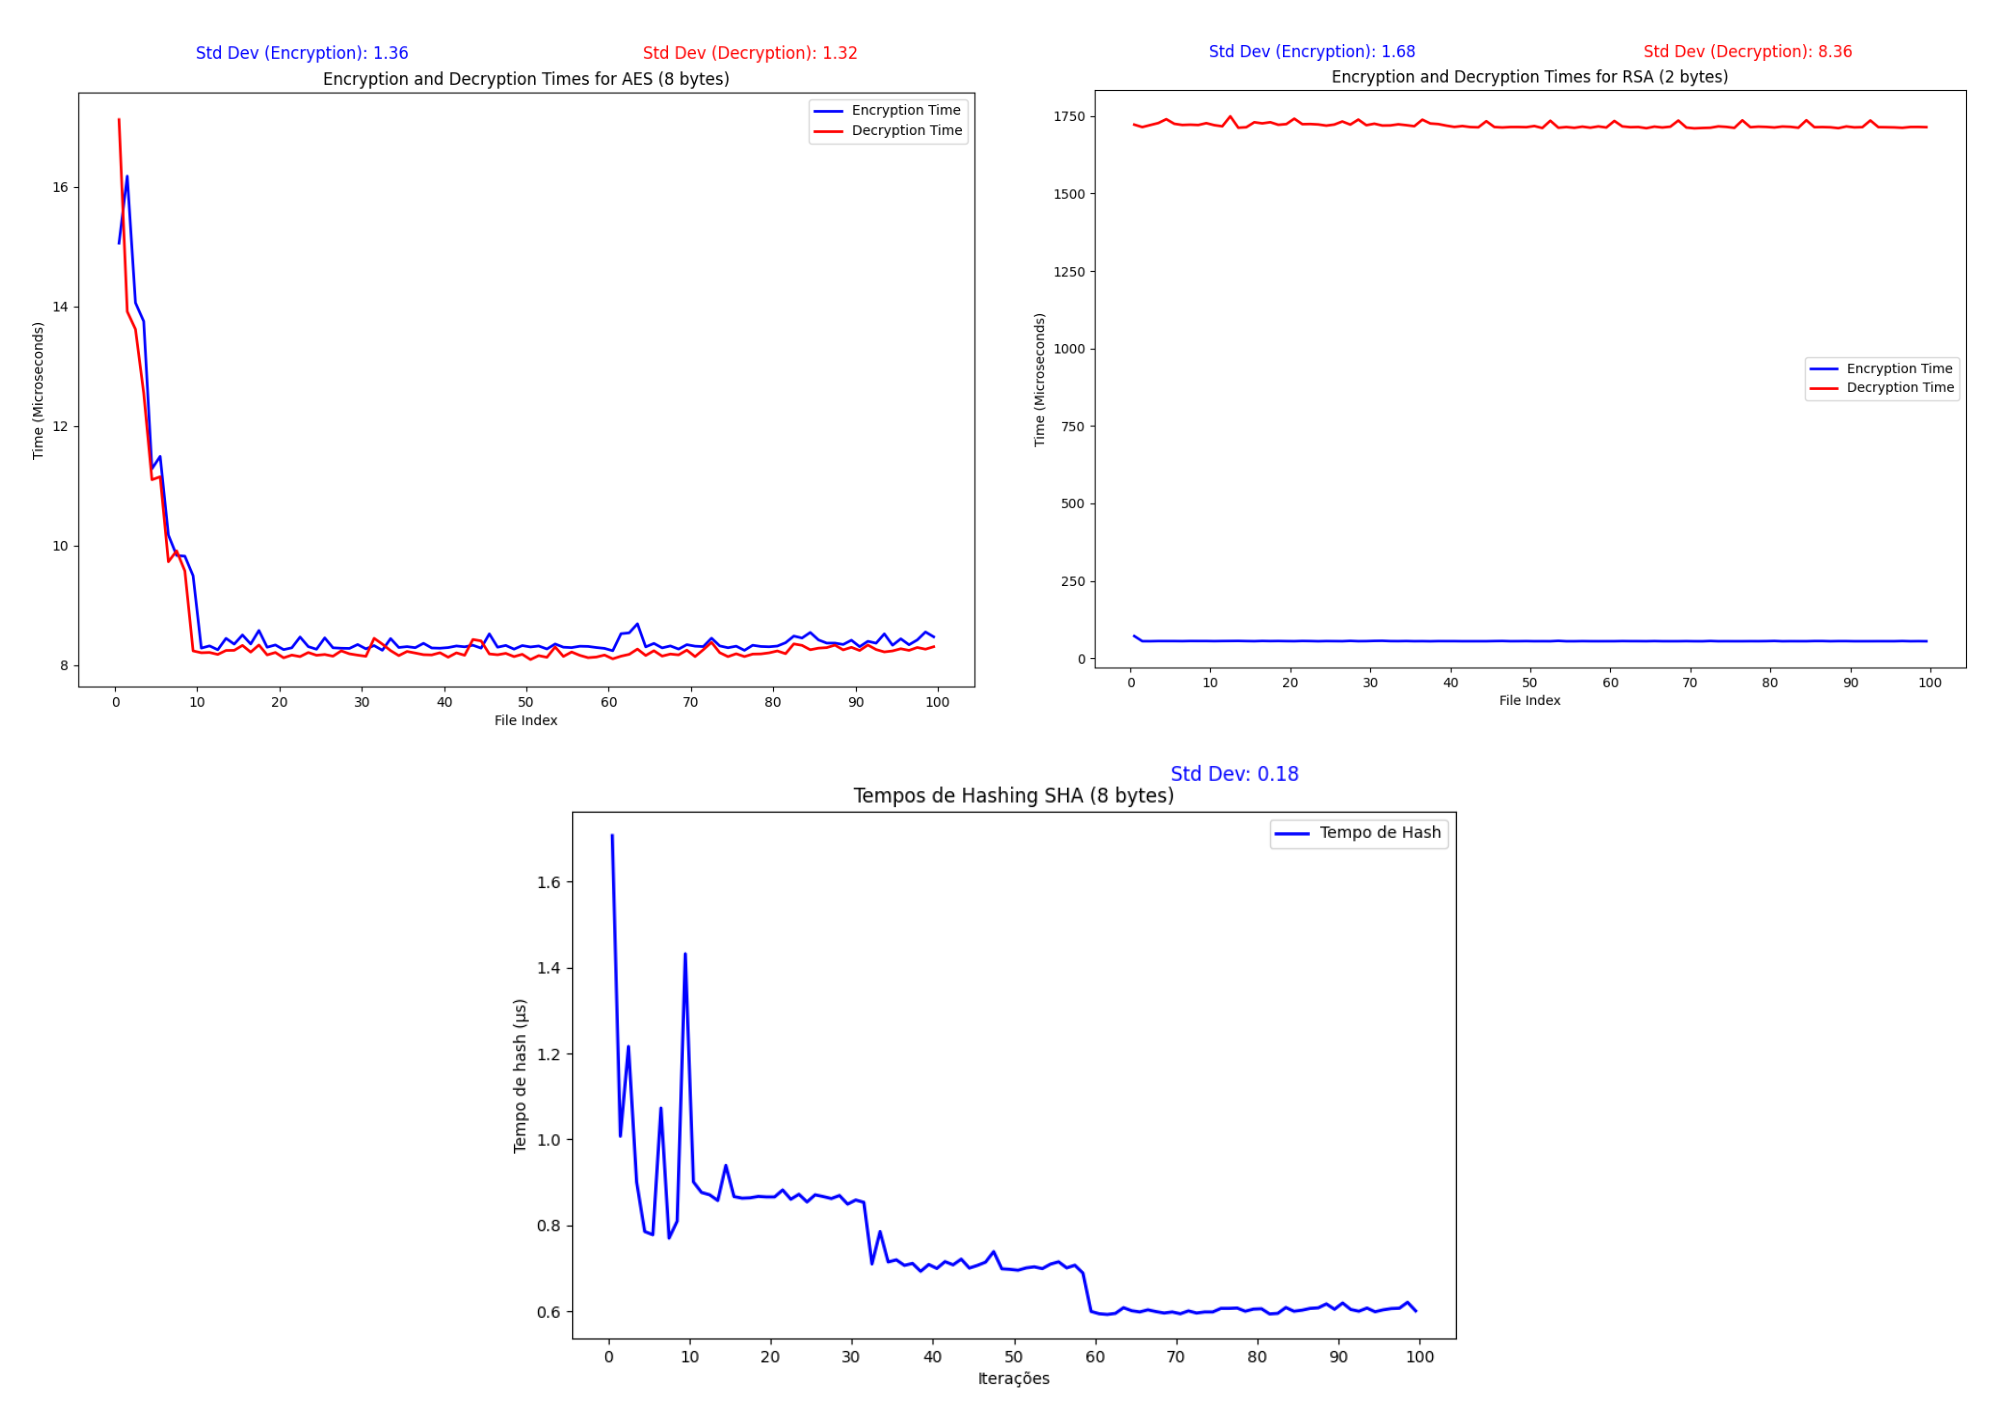 Std Dev (Encryption): 1.36
Std Dev (Decryption): 1.32
Encryption and Decryption Times for AES (8 bytes)
Encryption Time
Decryption Time
16
14
12
10
8
Time (Microseconds)
0 10 20 30 40 50 60 70 80 90 100
File Index
Std Dev (Encryption): 1.68
Std Dev (Decryption): 8.36
Encryption and Decryption Times for RSA (2 bytes)
1750
1500
1250
1000
750
500
250
0
Time (Microseconds)
Encryption Time
Decryption Time
0 10 20 30 40 50 60 70 80 90 100
File Index
Std Dev: 0.18
Tempos de Hashing SHA (8 bytes)
Tempo de Hash
1.6
1.4
1.2
1.0
0.8
0.6
Tempo de hash (µs)
0 10 20 30 40 50 60 70 80 90 100
Iterações